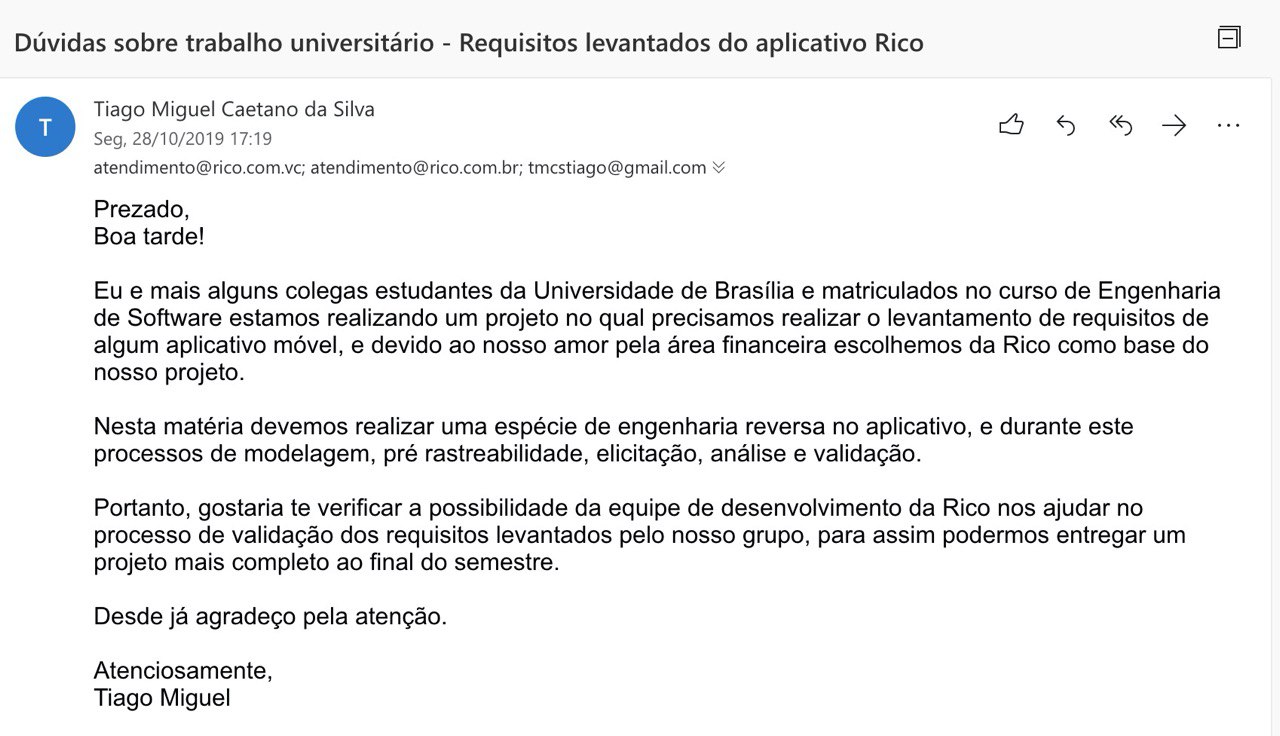 Dúvidas sobre trabalho universitário - Requisitos levantados do aplicativo Rico
Tiago Miguel Caetano da Silva
T
Seg, 28/10/2019 17:19
atendimento@rico.com.vc; atendimento@rico.com.br; tmcstiago@gmail.com
Prezado,
Boa tarde!
Eu e mais alguns colegas estudantes da Universidade de Brasília e matriculados no curso de Engenharia
de Software estamos realizando um projeto no qual precisamos realizar o levantamento de requisitos de
algum aplicativo móvel, e devido ao nosso amor pela área financeira escolhemos da Rico como base do
nosso projeto.
Nesta matéria devemos realizar uma espécie de engenharia reversa no aplicativo, e durante este
processos de modelagem, pré rastreabilidade, elicitação, análise e validação.
Portanto, gostaria te verificar a possibilidade da equipe de desenvolvimento da Rico nos ajudar no
processo de validação dos requisitos levantados pelo nosso grupo, para assim podermos entregar um
projeto mais completo ao final do semestre.
Desde já agradeço pela atenção.
Atenciosamente,
Tiago Miguel